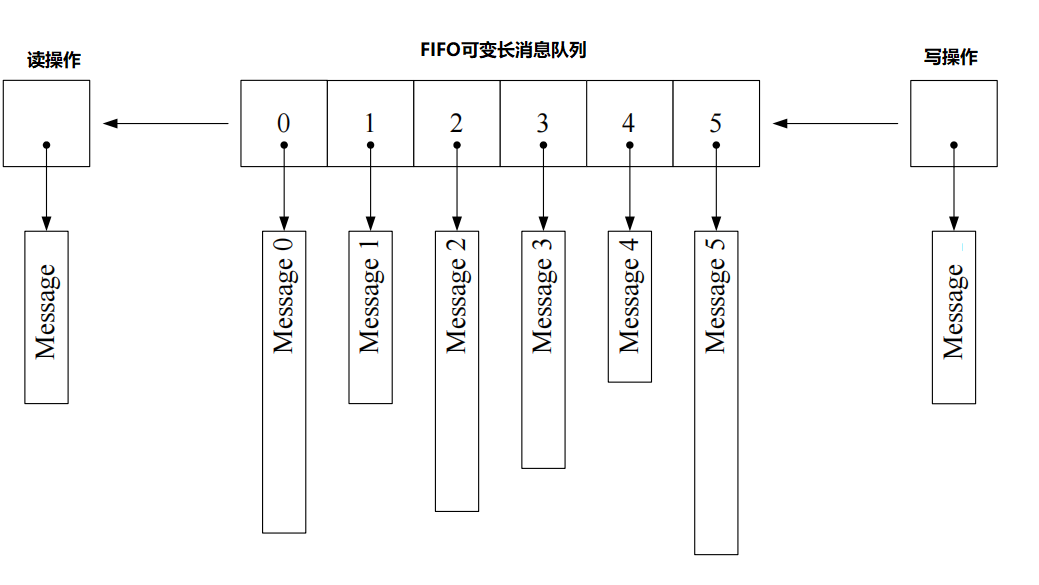 读操作
FIFO可变长消息队列
写操作
0
1
2
3
4
5
Message
Message 0
Message 1
Message 2
Message 3
Message 4
Message 5
Message